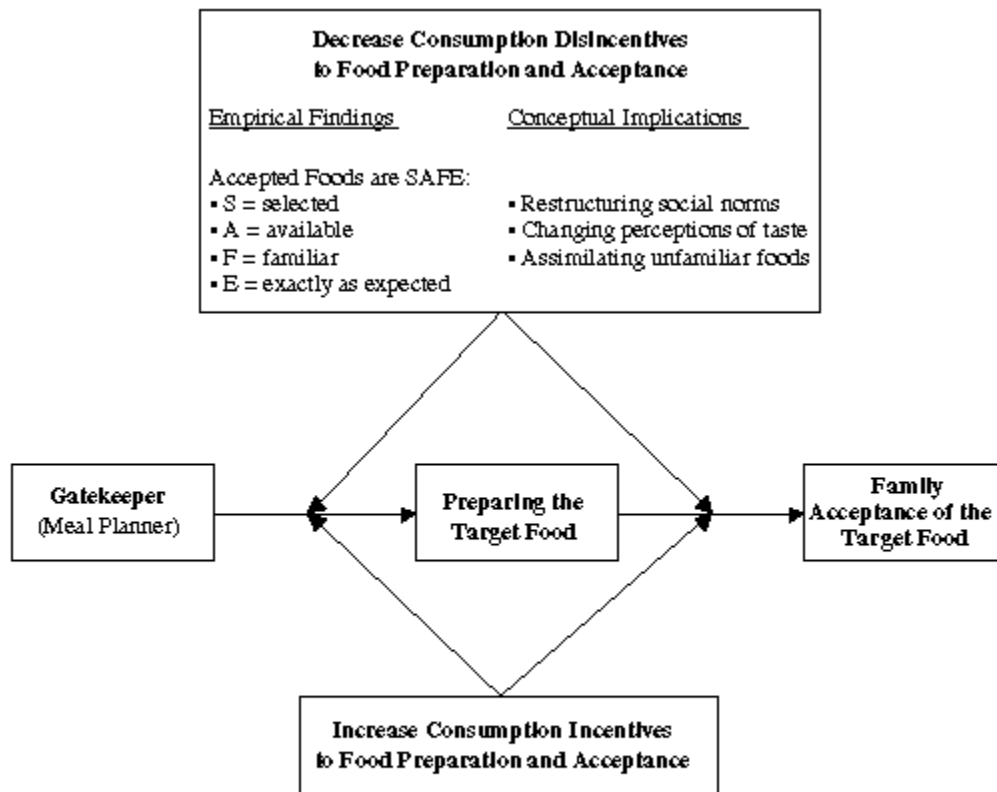 Decrease Consumption Disincentives
to Food Preparation and Acceptance
Empirical Findings
Accepted Foods are SAFE:
▪ S = selected
▪ A = available
▪ F = familiar
▪ E = exactly as expected
Conceptual Implications
▪ Restructuring social norms
▪ Changing perceptions of taste
▪ Assimilating unfamiliar foods
Gatekeeper
(Meal Planner)
Preparing the
Target Food
Family
Acceptance of the
Target Food
Increase Consumption Incentives
to Food Preparation and Acceptance